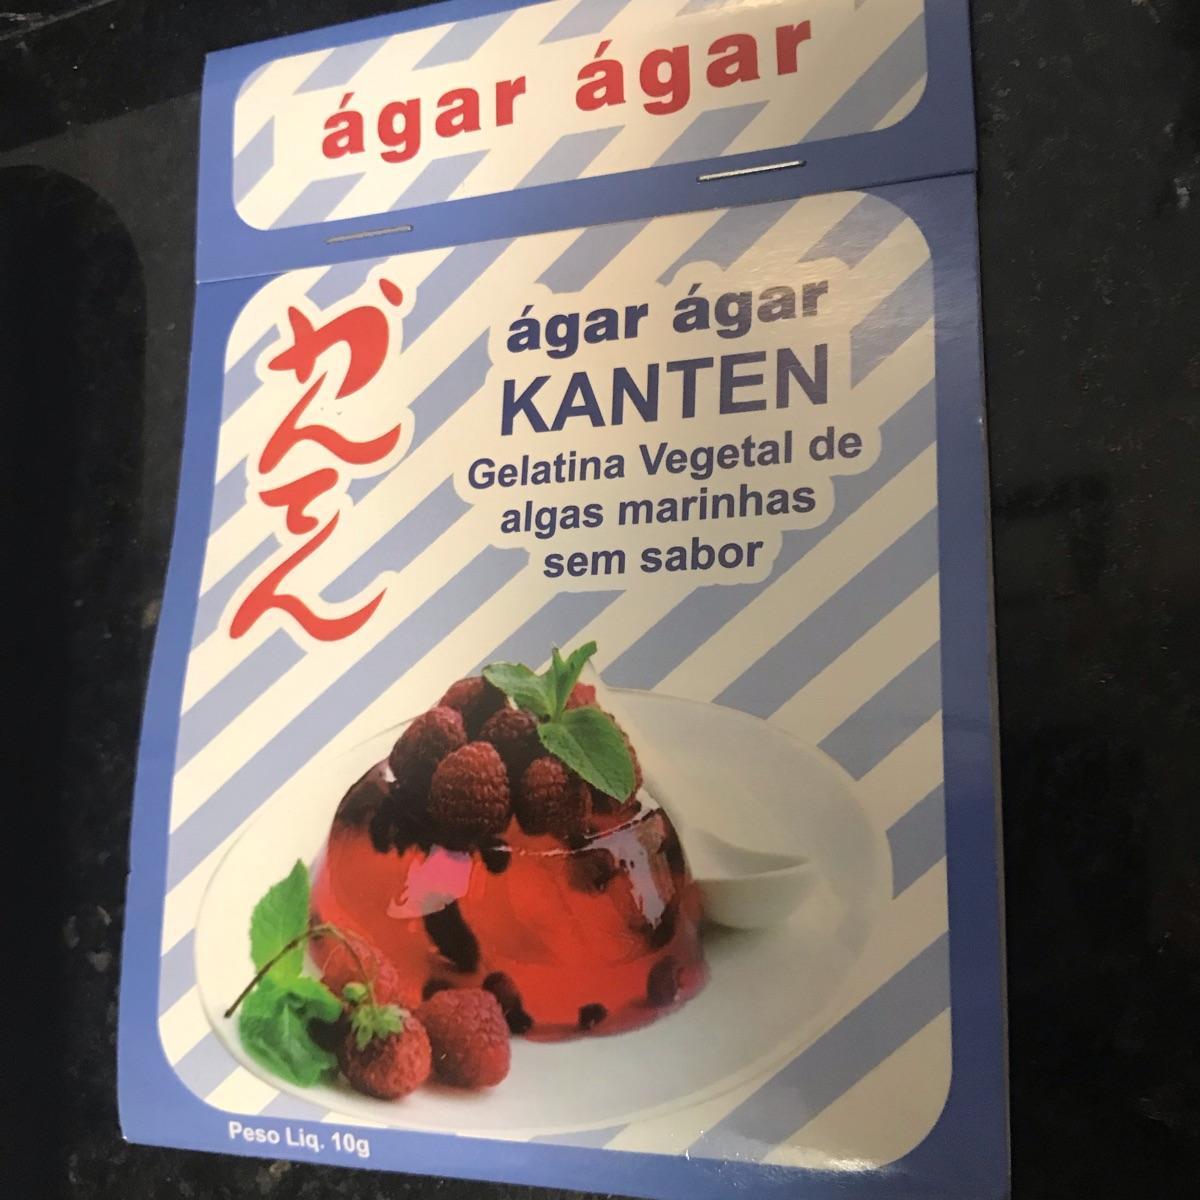 ágar ágar
かんてん
ágar ágar
KANTEN
Gelatina Vegetal de
algas marinhas
sem sabor
Peso Liq. 10g